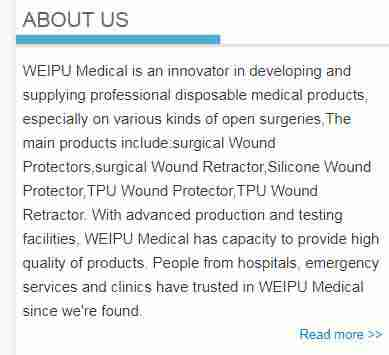 ABOUT US
WEIPU Medical is an innovator in developing and
supplying professional disposable medical products,
especially on various kinds of open surgeries,The
main products include:surgical Wound
Protectors,surgical Wound Retractor,Silicone Wound
Protector,TPU Wound Protector,TPU Wound
Retractor. With advanced production and testing
facilities, WEIPU Medical has capacity to provide high
quality of products. People from hospitals, emergency
services and clinics have trusted in WEIPU Medical
since we're found.
Read more >>